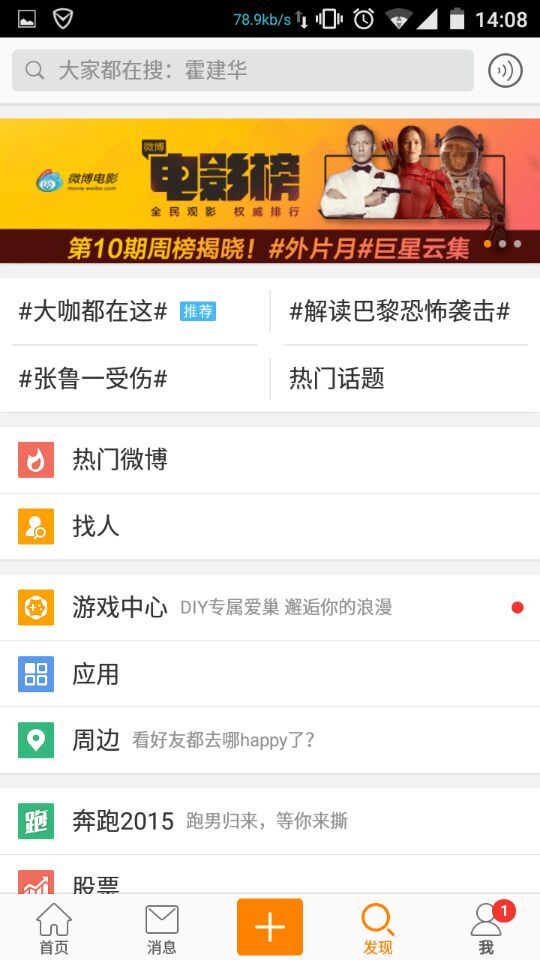 78.9kb/s 14:08
大家都在搜：霍建华
微博电影
movie.weibo.com
微博
电影榜
全民观影 权威排行
第10期周榜揭晓！#外片月#巨星云集
#大咖都在这# 推荐
#解读巴黎恐怖袭击#
#张鲁一受伤#
热门话题
热门微博
找人
游戏中心 DIY专属爱巢 邂逅你的浪漫
应用
周边 看好友都去哪happy了?
跑 奔跑2015 跑男归来，等你来撕
股票
首页
消息
发现
1
我